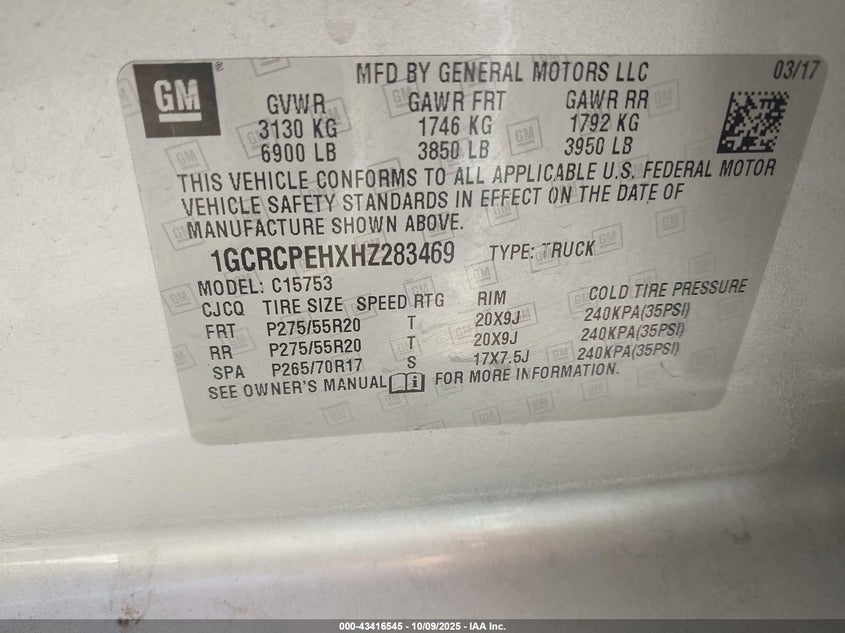 GM
MFD BY GENERAL MOTORS LLC 03/17
GVWR GAWR FRT GAWR RR
3130 KG 1746 KG 1792 KG
6900 LB 3850 LB 3950 LB
THIS VEHICLE CONFORMS TO ALL APPLICABLE U.S. FEDERAL MOTOR
VEHICLE SAFETY STANDARDS IN EFFECT ON THE DATE OF
MANUFACTURE SHOWN ABOVE.
1GCRCPEHXHZ283469 TYPE: TRUCK
MODEL: C15753
CJCQ TIRE SIZE SPEED RTG RIM COLD TIRE PRESSURE
FRT P275/55R20 T 20X9J 240KPA(35PSI)
RR P275/55R20 T 20X9J 240KPA(35PSI)
SPA P265/70R17 S 17X7.5J 240KPA(35PSI)
SEE OWNER'S MANUAL FOR MORE INFORMATION.
000-43416545 - 10/09/2025 - IAA Inc.